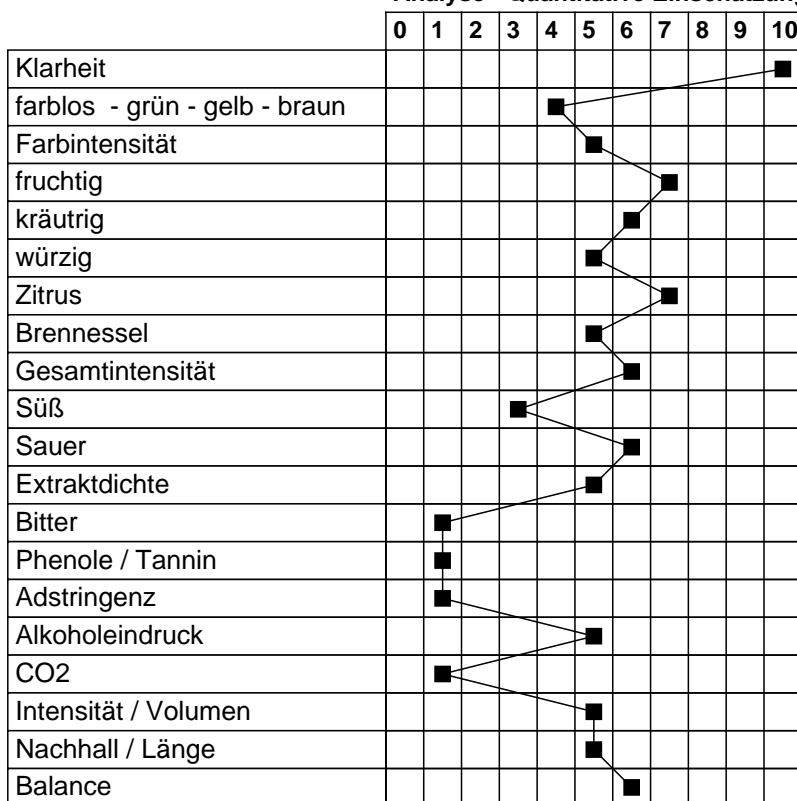 0 1 2 3 4 5 6 7 8 9 10
Klarheit
farblos - grün - gelb - braun
Farbintensität
fruchtig
kräutrig
würzig
Zitrus
Brennessel
Gesamtintensität
Süß
Sauer
Extraktdichte
Bitter
Phenole / Tannin
Adstringenz
Alkoholeindruck
CO2
Intensität / Volumen
Nachhall / Länge
Balance